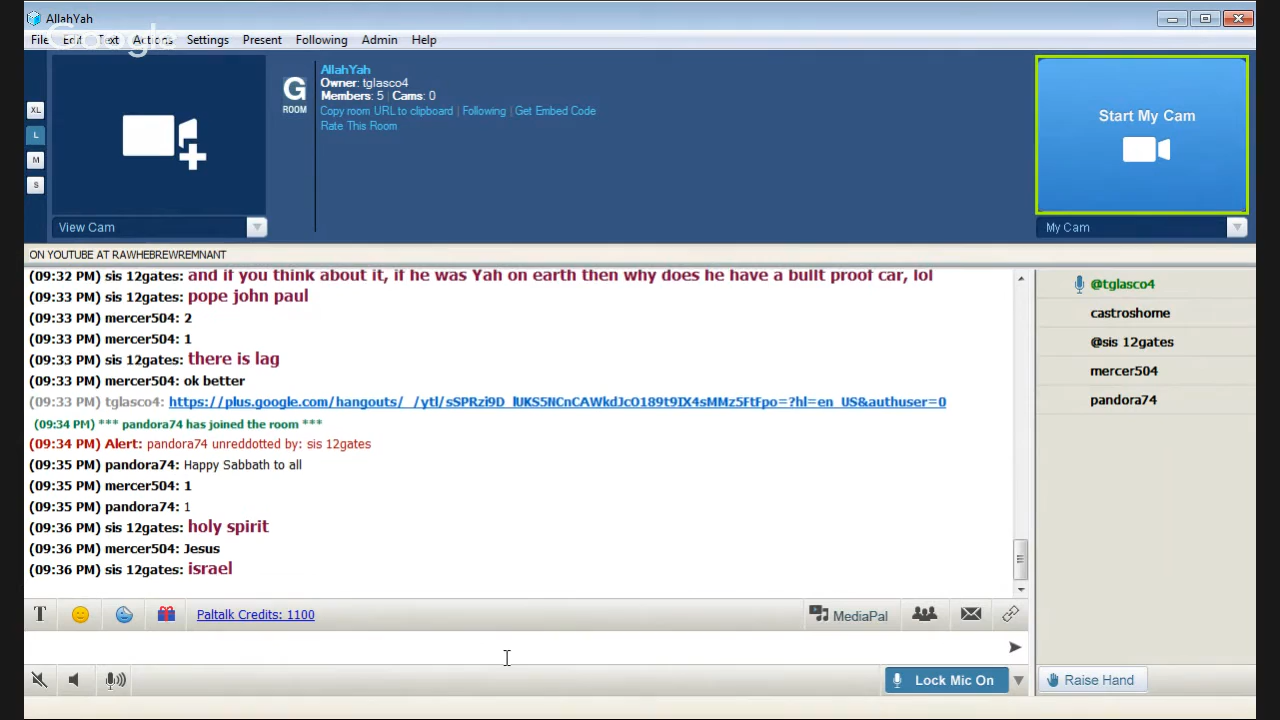 AllahYah
Google
File Edit Text Actions Settings Present Following Admin Help
XL
L
M
S
G
ROOM
AllahYah
Owner: tglasco4
Members: 5 | Cams: 0
Copy room URL to clipboard | Following | Get Embed Code
Rate This Room
Start My Cam
View Cam
My Cam
ON YOUTUBE AT RAWHEBREWREMNANT
(09:32 PM) sis 12gates: and if you think about it, if he was Yah on earth then why does he have a bullt proof car, lol
(09:33 PM) sis 12gates: pope john paul
(09:33 PM) mercer504: 2
(09:33 PM) mercer504: 1
(09:33 PM) sis 12gates: there is lag
(09:33 PM) mercer504: ok better
(09:33 PM) tglasco4: https://plus.google.com/hangouts/_/ytl/sSPRzi9D_lUKS5NCnCAWkdJcO189t9IX4sMMz5FtFpo=?hl=en_US&authuser=0
(09:34 PM) *** pandora74 has joined the room ***
(09:34 PM) Alert: pandora74 unreddotted by: sis 12gates
(09:35 PM) pandora74: Happy Sabbath to all
(09:35 PM) mercer504: 1
(09:35 PM) pandora74: 1
(09:36 PM) sis 12gates: holy spirit
(09:36 PM) mercer504: Jesus
(09:36 PM) sis 12gates: israel
@tglasco4
castroshome
@sis 12gates
mercer504
pandora74
T
Paltalk Credits: 1100
MediaPal
Lock Mic On
Raise Hand